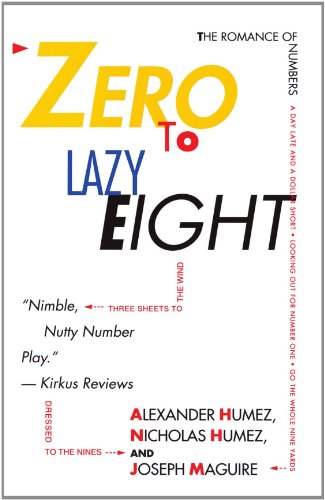 THE ROMANCE OF NUMBERS
ZERO
TO
LAZY
EIGHT
A DAY LATE AND A DOLLAR SHORT • LOOKING OUT FOR NUMBER ONE • GO THE WHOLE NINE YARDS
THREE SHEETS TO THE WIND
“Nimble,
Nutty Number
Play.”
— Kirkus Reviews
DRESSED TO THE NINES
ALEXANDER HUMEZ,
NICHOLAS HUMEZ,
AND
JOSEPH MAGUIRE